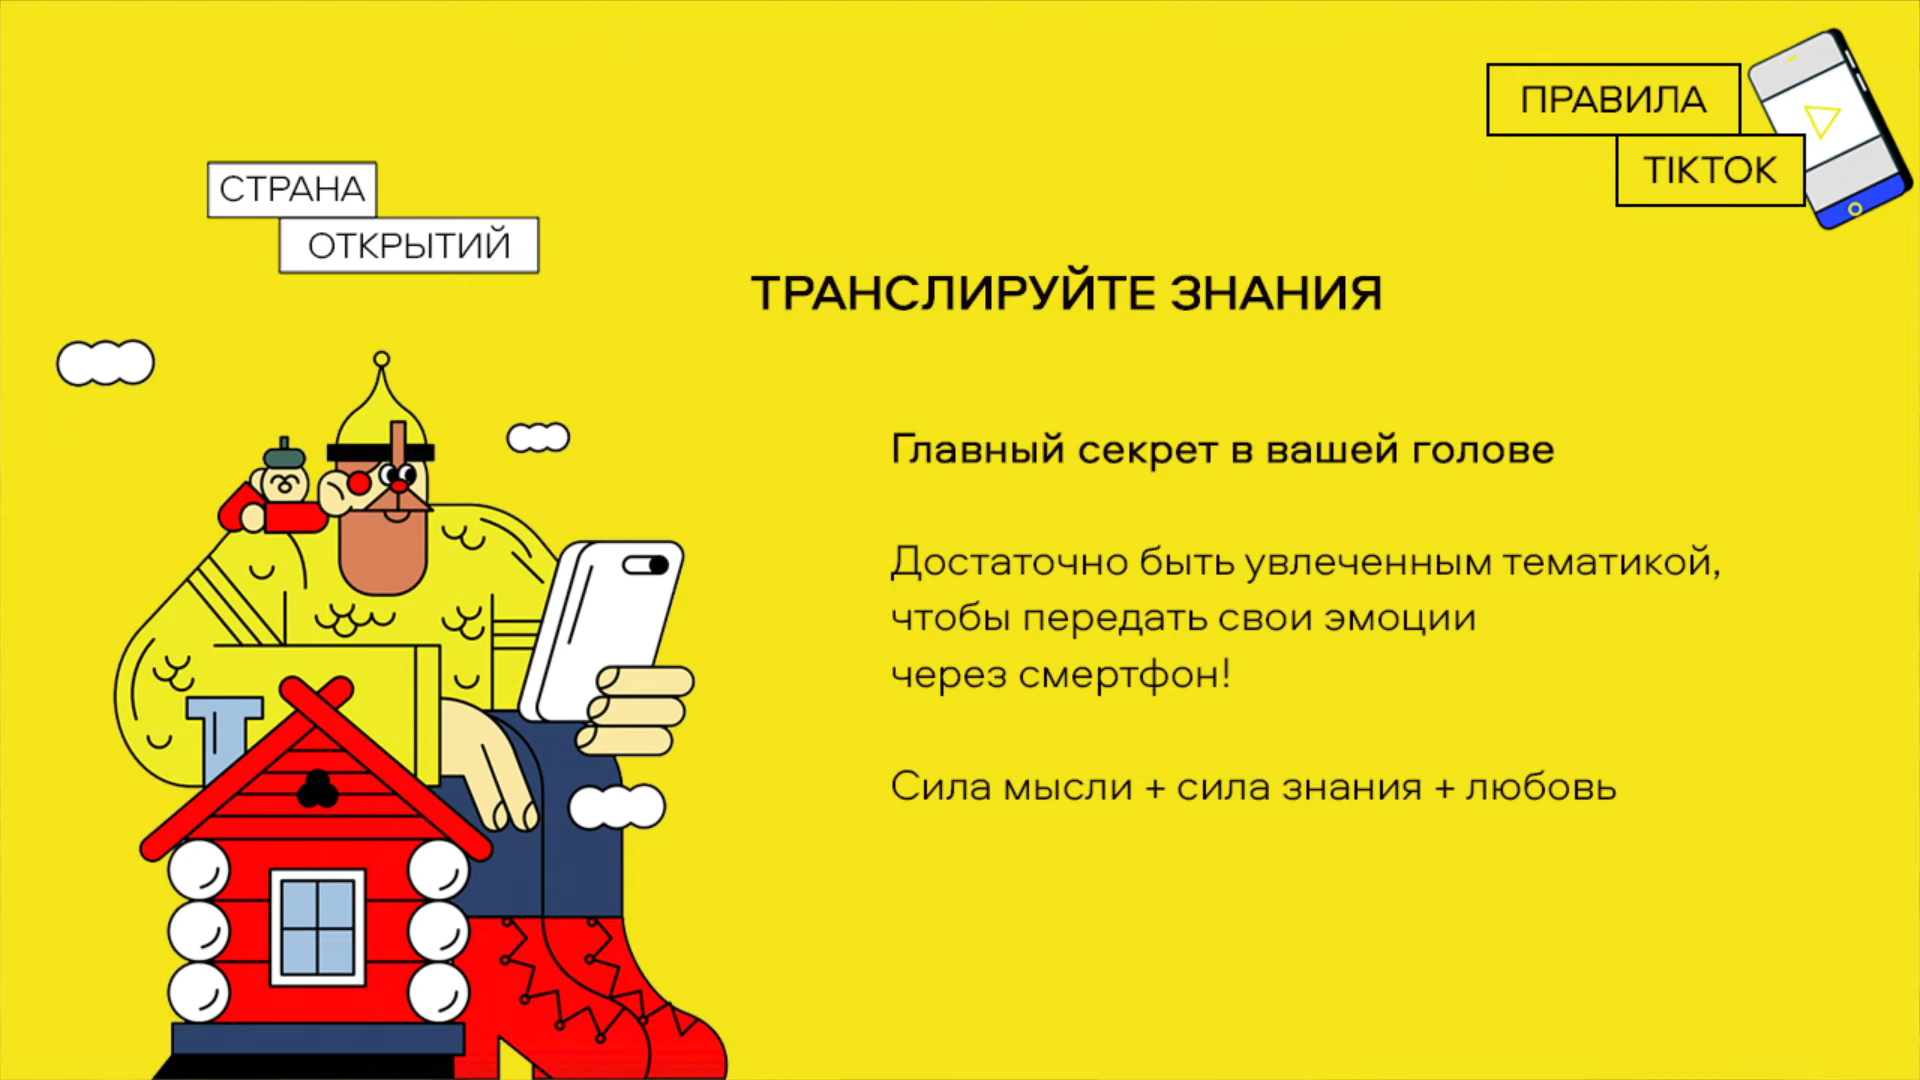 ПРАВИЛА
TIKTOK
СТРАНА
ОТКРЫТИЙ
ТРАНСЛИРУЙТЕ ЗНАНИЯ
Главный секрет в вашей голове
Достаточно быть увлеченным тематикой,
чтобы передать свои эмоции
через смертфон!
Сила мысли + сила знания + любовь